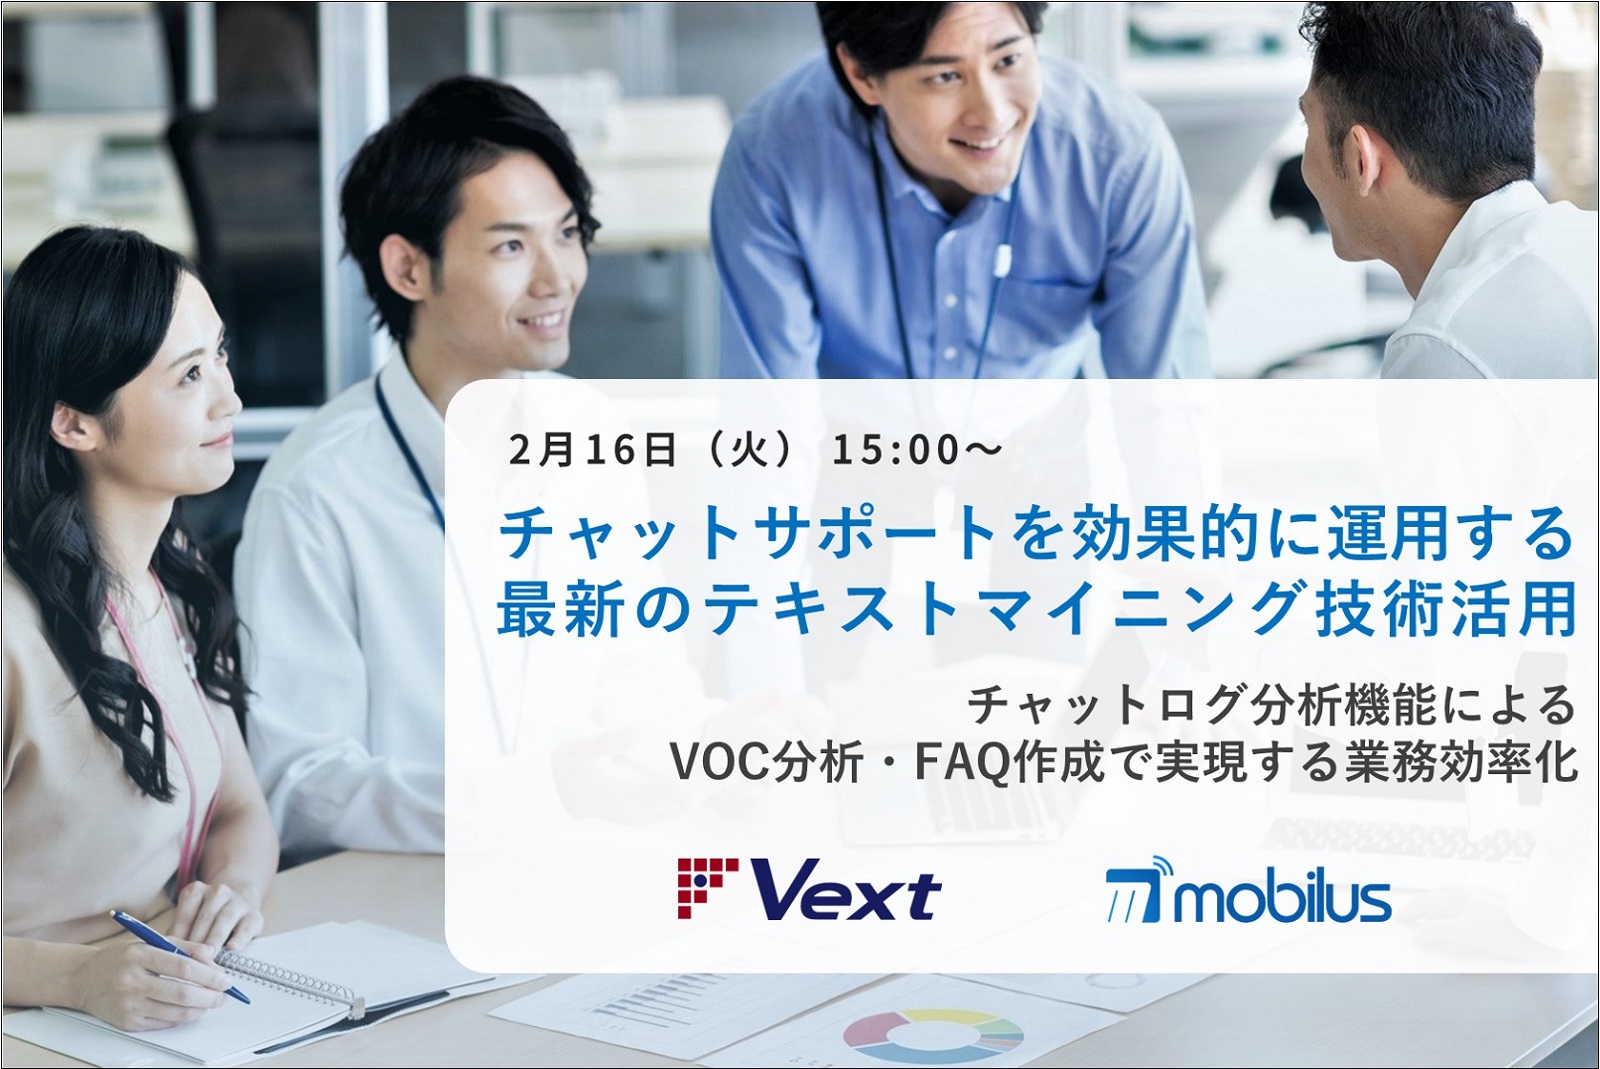 2月16日（火） 15:00～
チャットサポートを効果的に運用する
最新のテキストマイニング技術活用
チャットログ分析機能による
VOC分析・FAQ作成で実現する業務効率化
Vext
mobilus